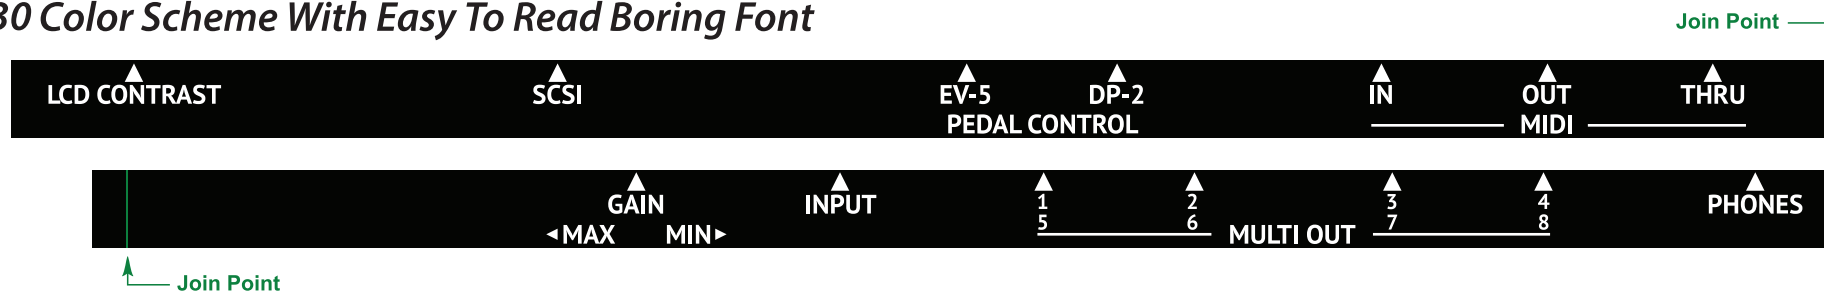 30 Color Scheme With Easy To Read Boring Font
Join Point
LCD CONTRAST SCSI EV-5 DP-2 IN OUT THRU
PEDAL CONTROL MIDI
GAIN INPUT 1 2 3 4 PHONES
5 6 7 8
◂MAX MIN▸ MULTI OUT
Join Point